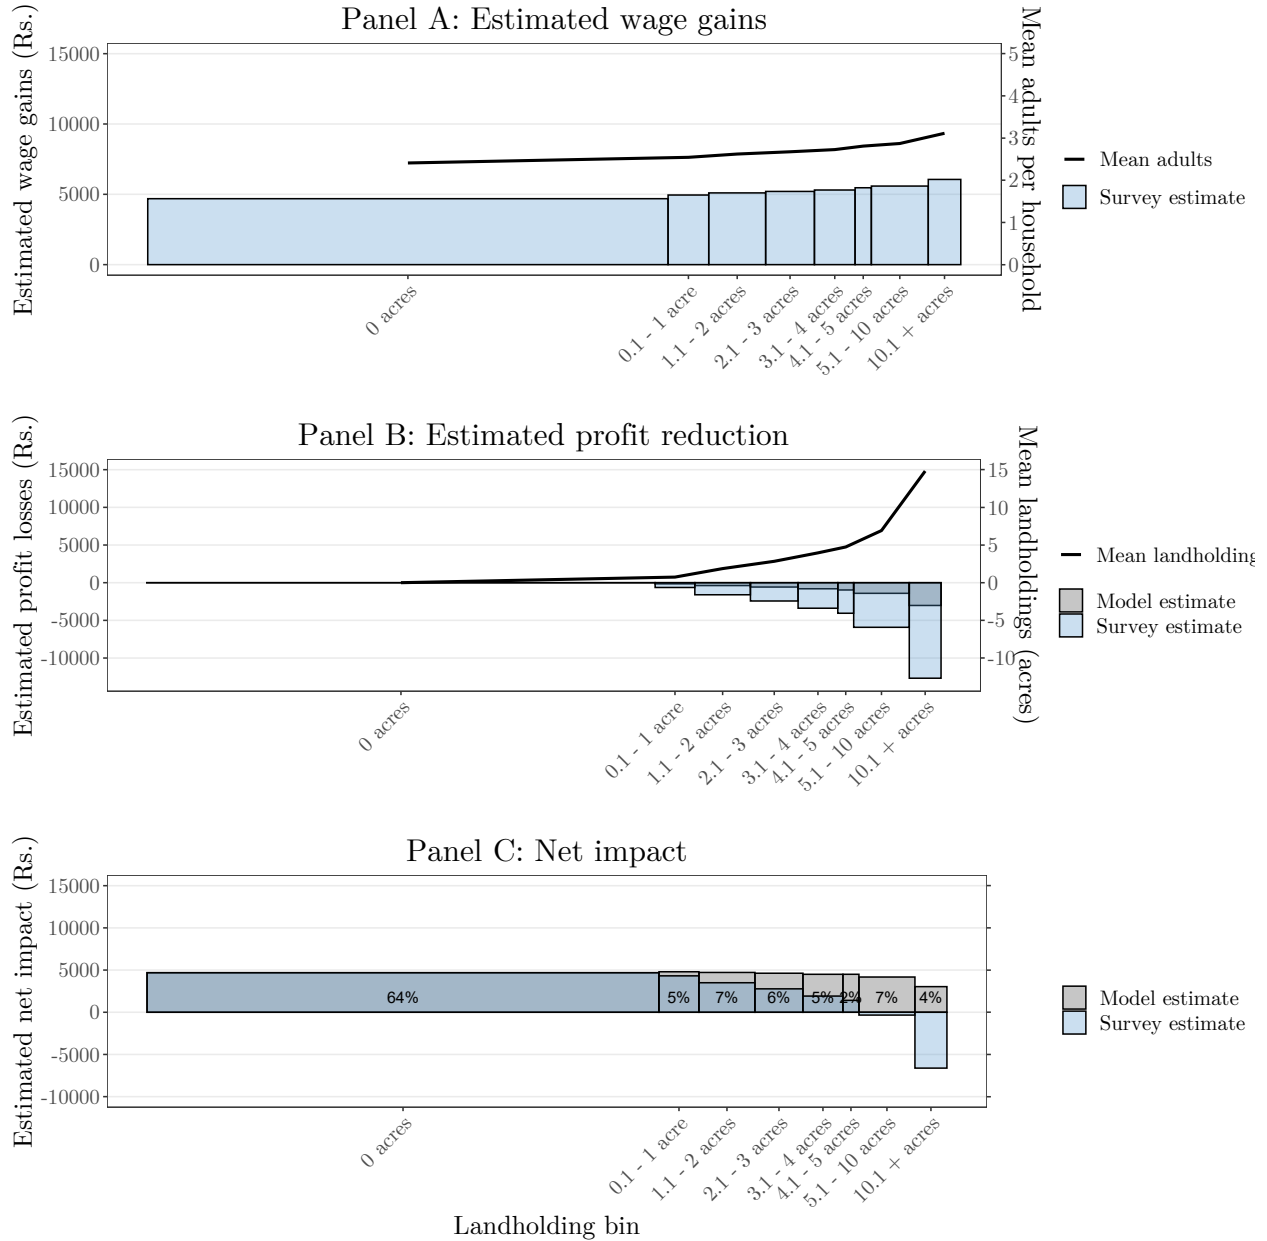 Panel A: Estimated wage gains
Estimated wage gains (Rs.)
15000
10000
5000
0
5
4
3
2
1
0
Mean adults per household
Mean adults
Survey estimate
0 acres
0.1 - 1 acre
1.1 - 2 acres
2.1 - 3 acres
3.1 - 4 acres
4.1 - 5 acres
5.1 - 10 acres
10.1 + acres
Panel B: Estimated profit reduction
Estimated profit losses (Rs.)
15000
10000
5000
0
-5000
-10000
15
10
5
0
-5
-10
Mean landholdings (acres)
Mean landholding
Model estimate
Survey estimate
0 acres
0.1 - 1 acre
1.1 - 2 acres
2.1 - 3 acres
3.1 - 4 acres
4.1 - 5 acres
5.1 - 10 acres
10.1 + acres
Panel C: Net impact
Estimated net impact (Rs.)
15000
10000
5000
0
-5000
-10000
64%
5%
7%
6%
5%
2%
7%
4%
Model estimate
Survey estimate
0 acres
0.1 - 1 acre
1.1 - 2 acres
2.1 - 3 acres
3.1 - 4 acres
4.1 - 5 acres
5.1 - 10 acres
10.1 + acres
Landholding bin